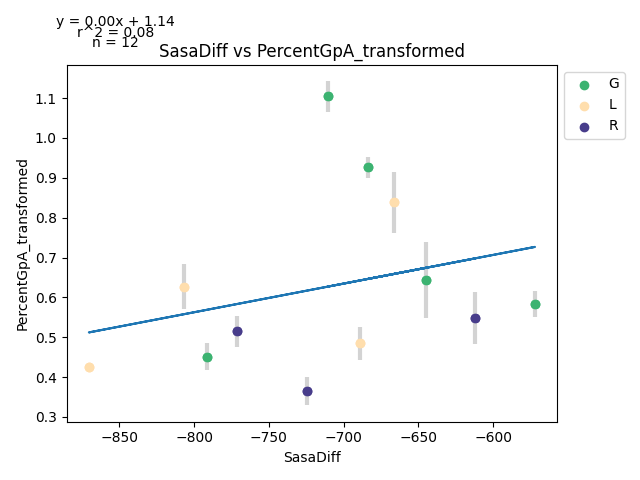 y = 0.00x + 1.14
r^2 = 0.08
n = 12
SasaDiff vs PercentGpA_transformed
G
L
R
1.1
1.0
0.9
0.8
0.7
0.6
0.5
0.4
0.3
PercentGpA_transformed
−850
−800
−750
−700
−650
−600
SasaDiff